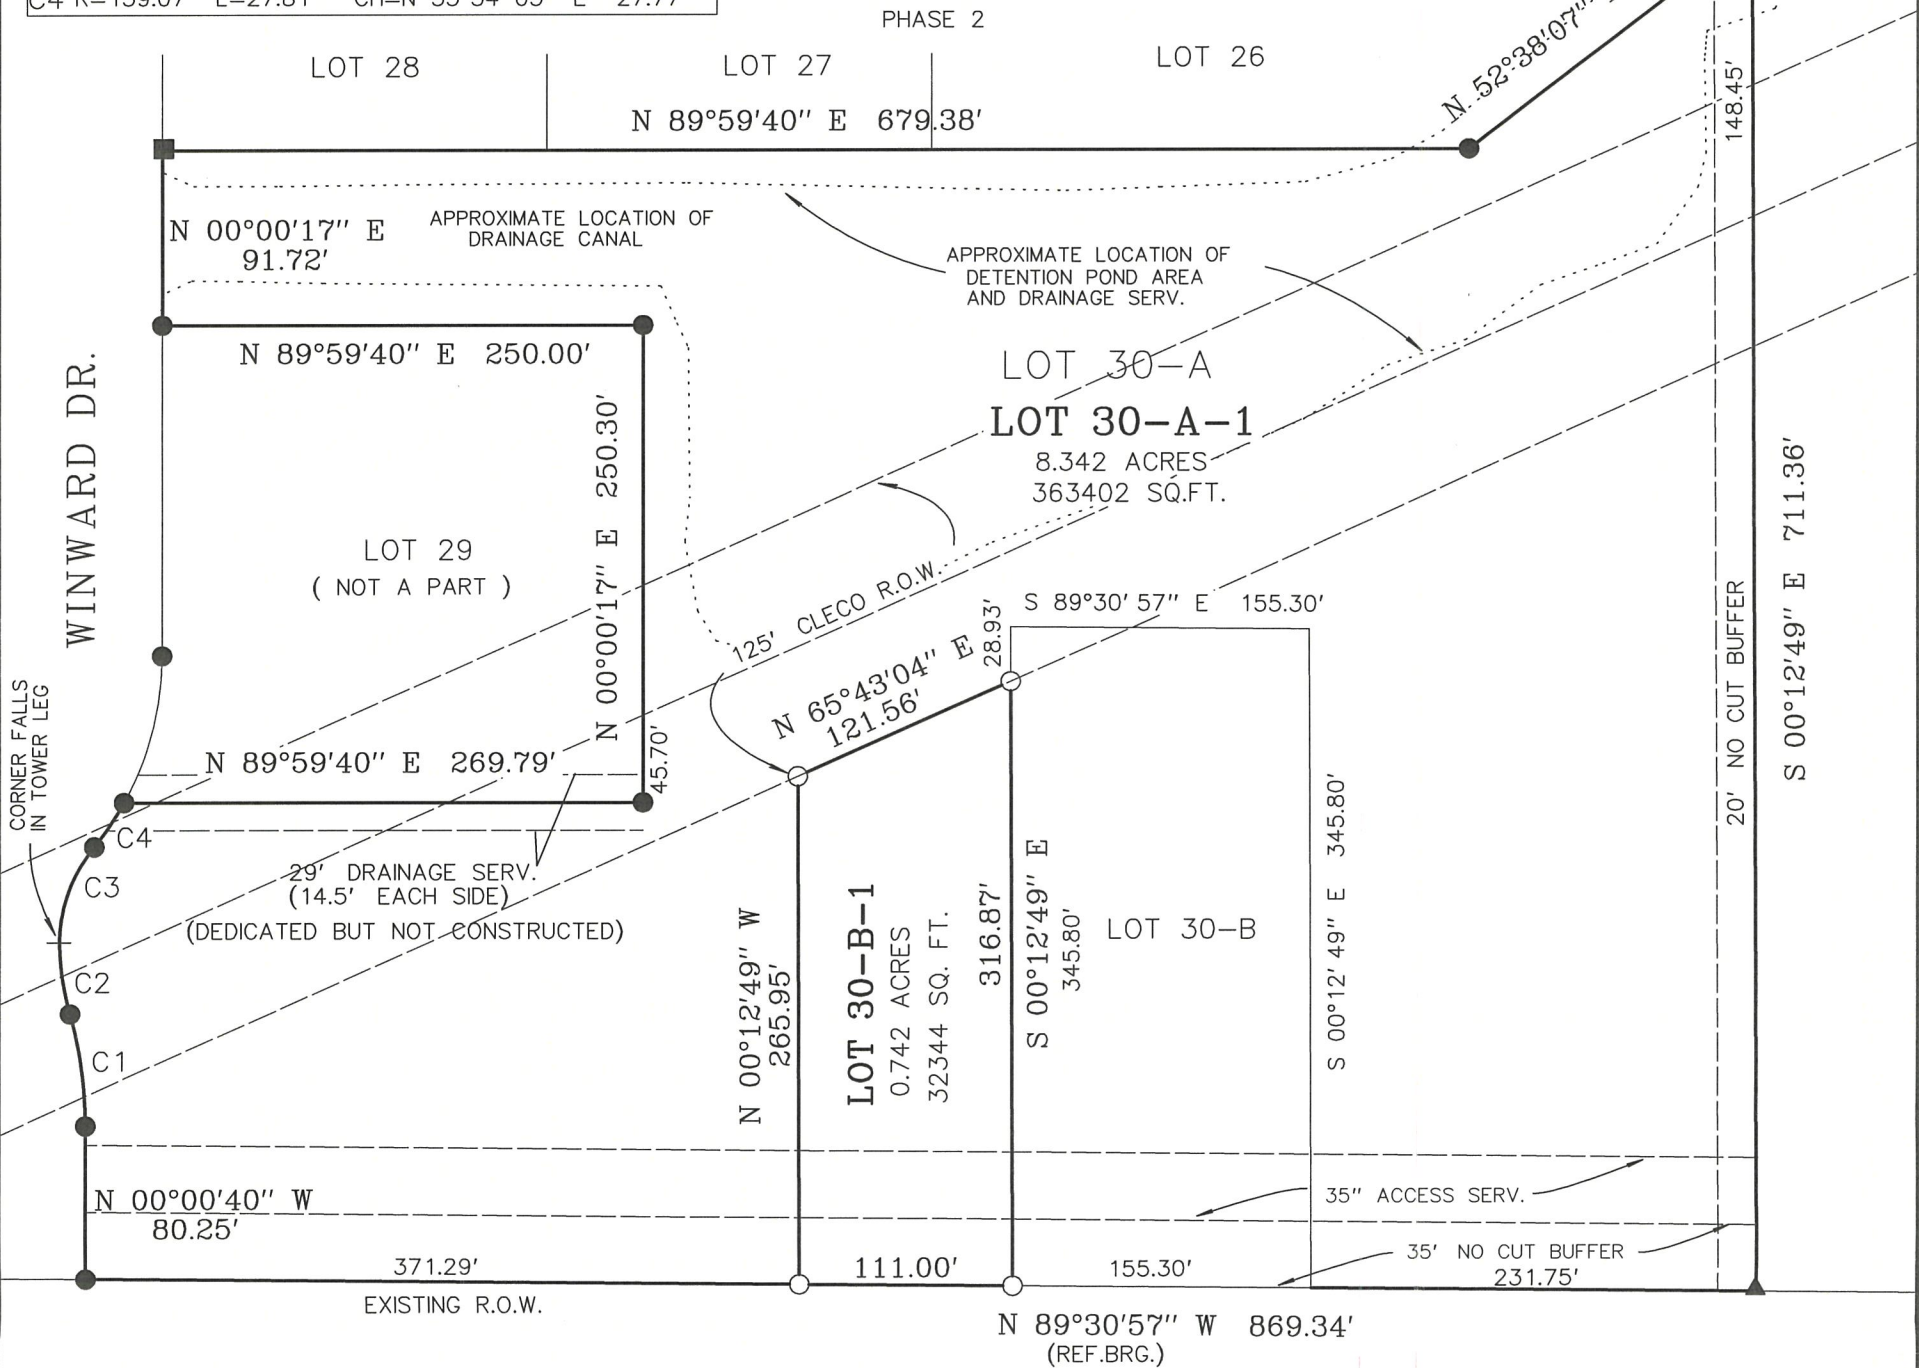 PHASE 2
LOT 28
LOT 27
LOT 26
N 52°38'07"
148.45'
N 89°59'40" E 679.38'
N 00°00'17" E
91.72'
APPROXIMATE LOCATION OF
DRAINAGE CANAL
APPROXIMATE LOCATION OF
DETENTION POND AREA
AND DRAINAGE SERV.
N 89°59'40" E 250.00'
LOT 30-A
LOT 30-A-1
8.342 ACRES
363402 SQ.FT.
WINWARD DR.
N 00°00'17" E 250.30'
LOT 29
( NOT A PART )
S 00°12'49" E 711.36'
20' NO CUT BUFFER
125' CLECO R.O.W.
S 89°30'57" E 155.30'
28.93'
N 65°43'04" E
121.56'
CORNER FALLS
IN TOWER LEG
N 89°59'40" E 269.79'
45.70'
C4
C3
C2
C1
29' DRAINAGE SERV.
(14.5' EACH SIDE)
(DEDICATED BUT NOT CONSTRUCTED)
N 00°12'49" W
265.95'
LOT 30-B-1
0.742 ACRES
32344 SQ. FT.
316.87'
S 00°12'49" E
345.80'
LOT 30-B
S 00°12'49" E 345.80'
N 00°00'40" W
80.25'
35" ACCESS SERV.
35' NO CUT BUFFER
371.29'
111.00'
155.30'
231.75'
EXISTING R.O.W.
N 89°30'57" W 869.34'
(REF.BRG.)